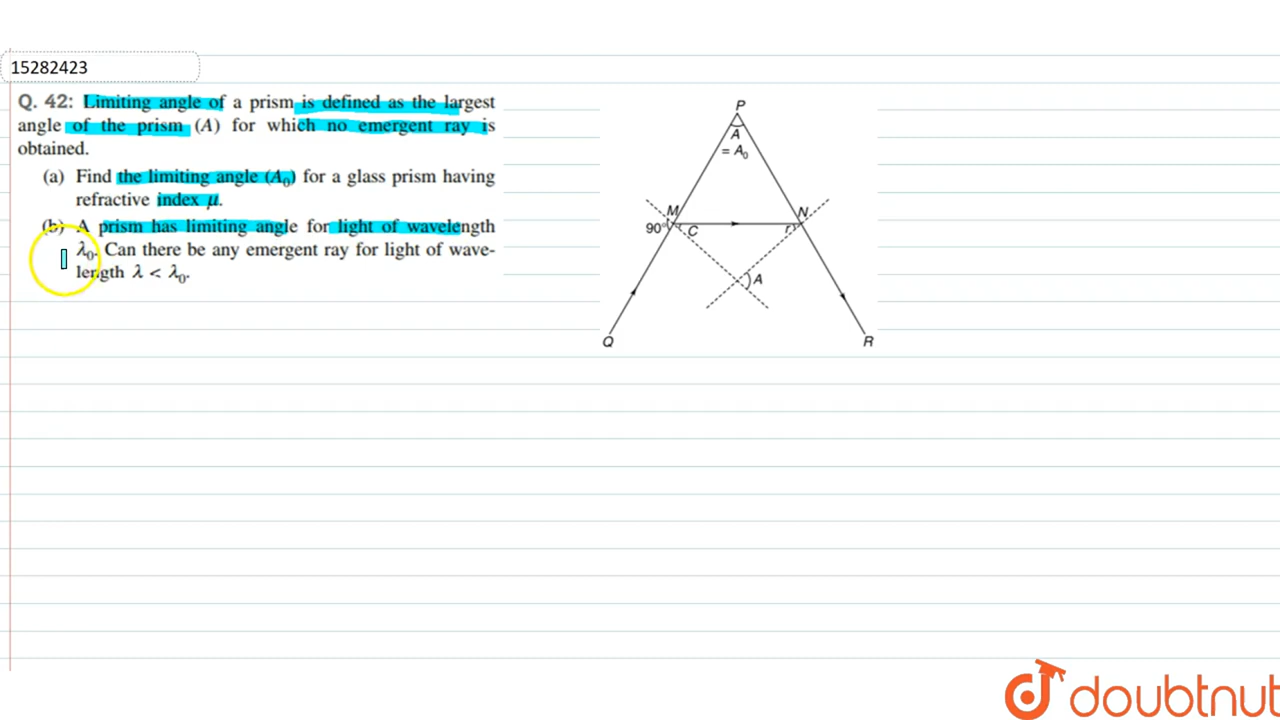 15282423
Q. 42: Limiting angle of a prism is defined as the largest
angle of the prism (A) for which no emergent ray is
obtained.
(a) Find the limiting angle (A₀) for a glass prism having
refractive index μ.
(b) A prism has limiting angle for light of wavelength
λ₀. Can there be any emergent ray for light of wave-
length λ < λ₀.
P
A
= A₀
M
N
90°
C
r
A
Q
R
doubtnut